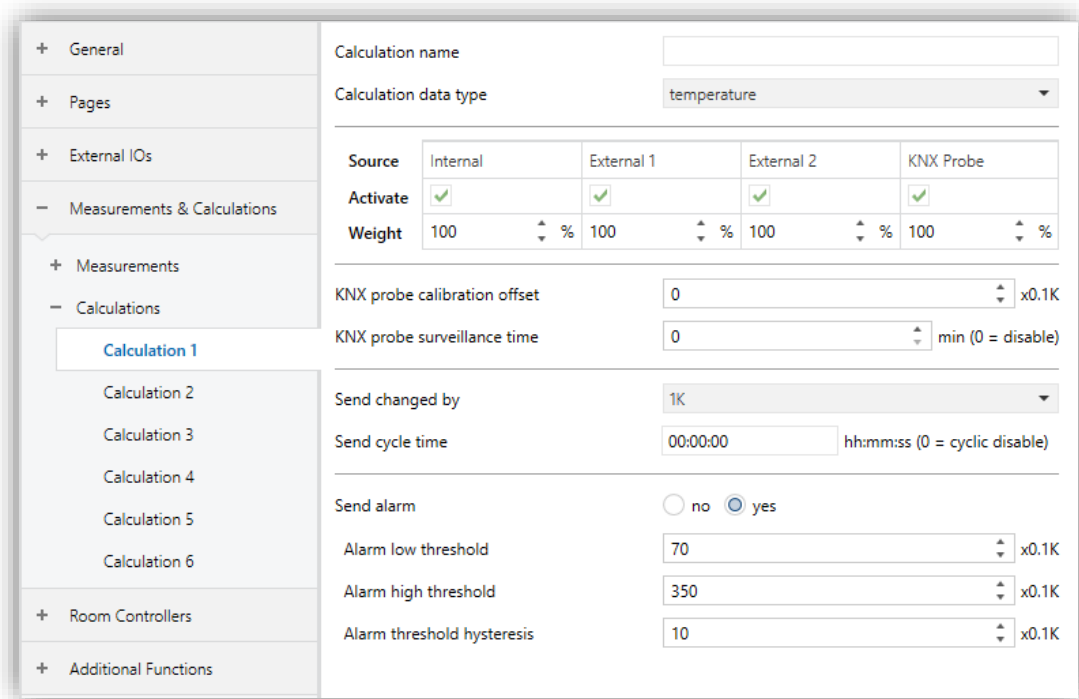 General
Pages
External IOs
Measurements & Calculations
Measurements
Calculations
Calculation 1
Calculation 2
Calculation 3
Calculation 4
Calculation 5
Calculation 6
Room Controllers
Additional Functions
Calculation name
Calculation data type temperature
Source Internal External 1 External 2 KNX Probe
Activate
Weight 100 % 100 % 100 % 100 %
KNX probe calibration offset 0 x0.1K
KNX probe surveillance time 0 min (0 = disable)
Send changed by 1K
Send cycle time 00:00:00 hh:mm:ss (0 = cyclic disable)
Send alarm no yes
Alarm low threshold 70 x0.1K
Alarm high threshold 350 x0.1K
Alarm threshold hysteresis 10 x0.1K